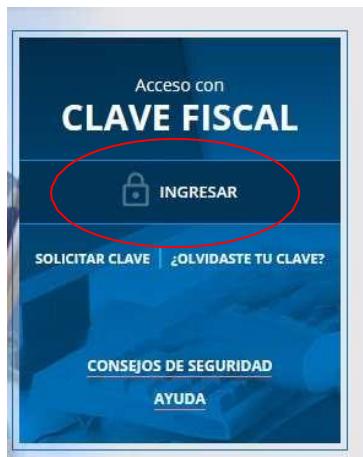 Acceso con
CLAVE FISCAL
INGRESAR
SOLICITAR CLAVE | ¿OLVIDASTE TU CLAVE?
CONSEJOS DE SEGURIDAD
AYUDA